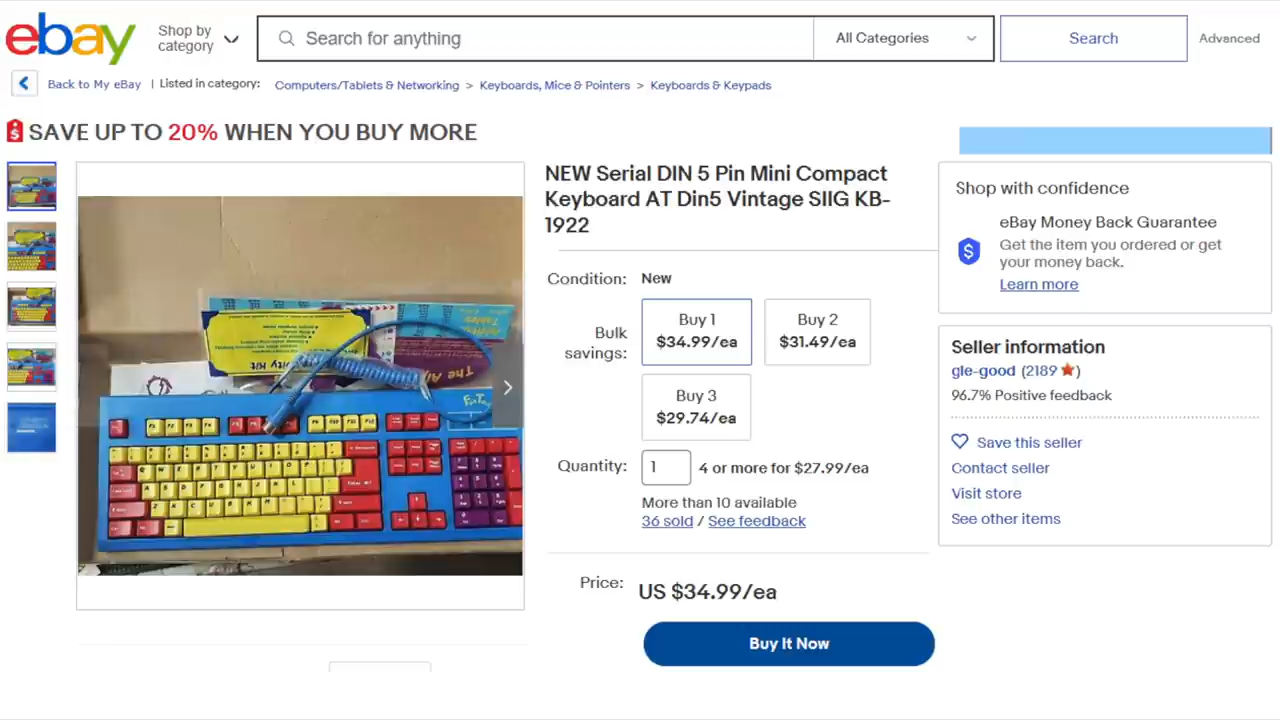 ebay
Shop by
category
Search for anything
All Categories
Search
Advanced
Back to My eBay | Listed in category: Computers/Tablets & Networking > Keyboards, Mice & Pointers > Keyboards & Keypads
SAVE UP TO 20% WHEN YOU BUY MORE
NEW Serial DIN 5 Pin Mini Compact
Keyboard AT Din5 Vintage SIIG KB-
1922
Condition: New
Bulk
savings:
Buy 1
$34.99/ea
Buy 2
$31.49/ea
Buy 3
$29.74/ea
Quantity: 1 4 or more for $27.99/ea
More than 10 available
36 sold / See feedback
Price: US $34.99/ea
Buy It Now
Shop with confidence
eBay Money Back Guarantee
Get the item you ordered or get
your money back.
Learn more
Seller information
gle-good (2189)
96.7% Positive feedback
Save this seller
Contact seller
Visit store
See other items